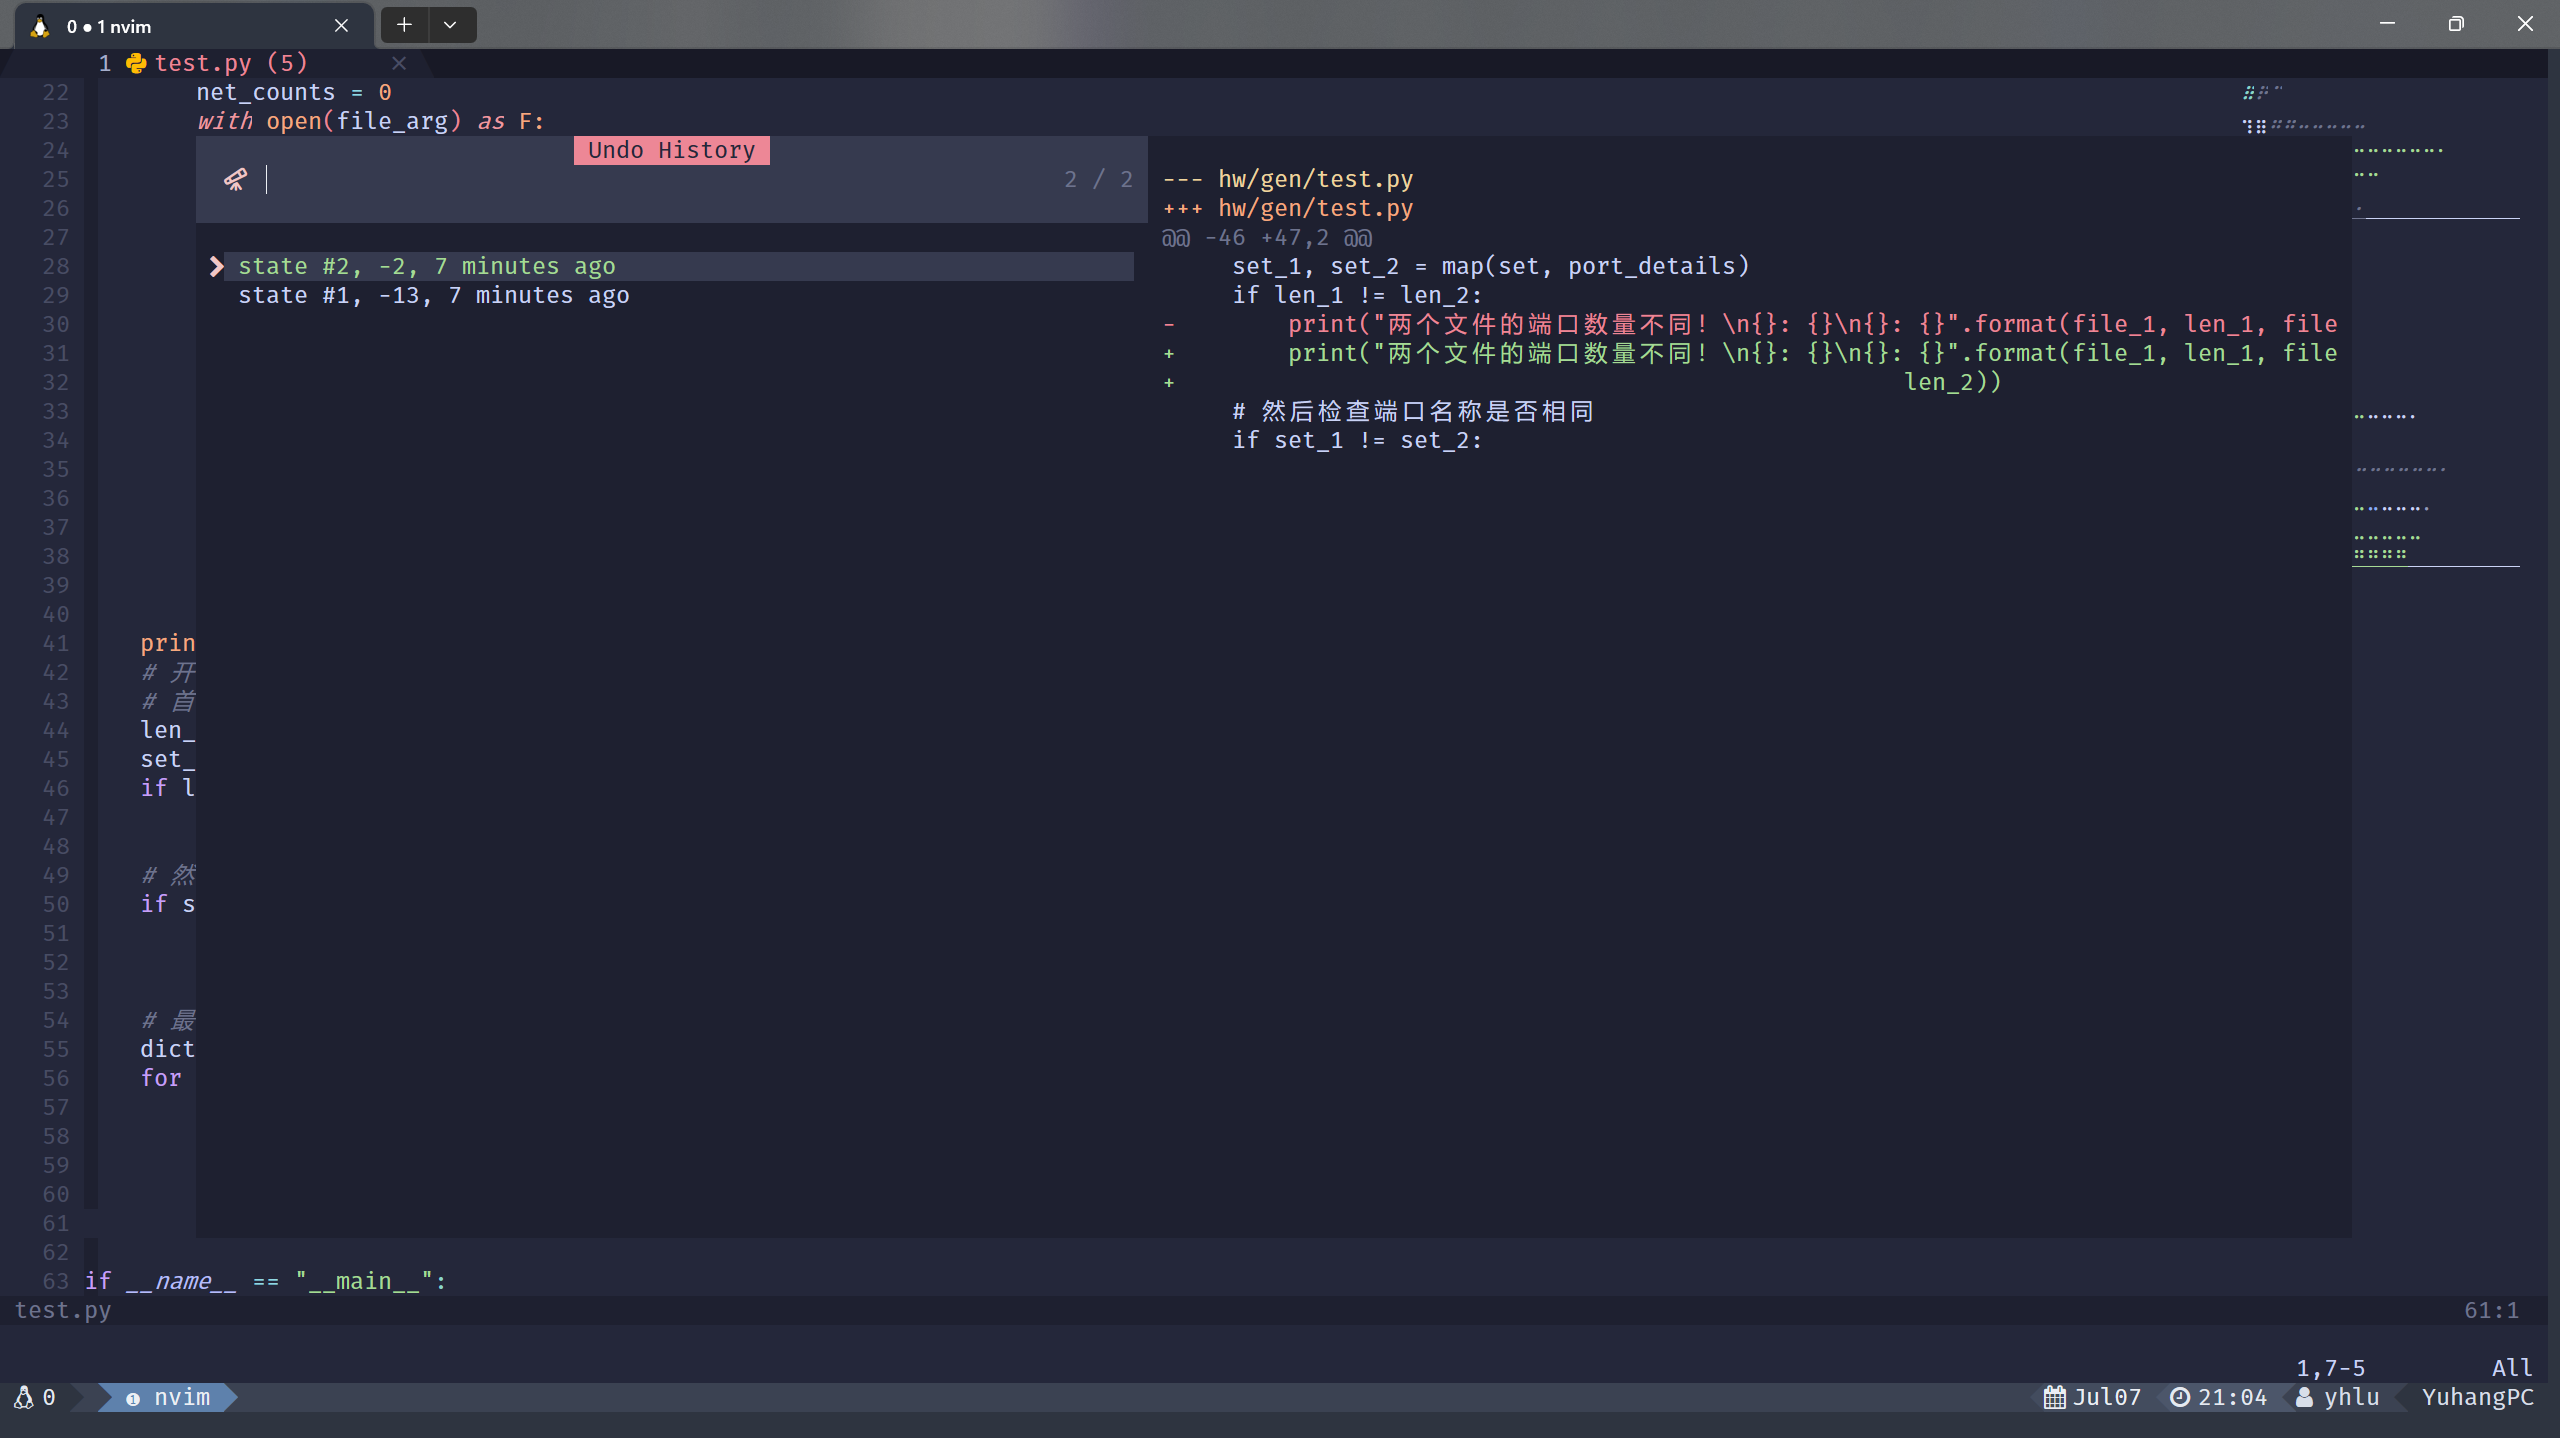 0 ● 1 nvim
1 test.py (5)
22 net_counts = 0
23 with open(file_arg) as F:
24
25
26
27
28
29
30
31
32
33
34
35
36
37
38
39
40
41 prin
42 # 开
43 # 首
44 len_
45 set_
46 if l
47
48
49 # 然
50 if s
51
52
53
54 # 最
55 dict
56 for
57
58
59
60
61
62
63 if __name__ == "__main__":
Undo History
2 / 2
state #2, -2, 7 minutes ago
state #1, -13, 7 minutes ago
--- hw/gen/test.py
+++ hw/gen/test.py
@@ -46 +47,2 @@
set_1, set_2 = map(set, port_details)
if len_1 != len_2:
- print("两个文件的端口数量不同！\n{}: {}\n{}: {}".format(file_1, len_1, file
+ print("两个文件的端口数量不同！\n{}: {}\n{}: {}".format(file_1, len_1, file
+ len_2))
# 然后检查端口名称是否相同
if set_1 != set_2:
test.py 61:1
1,7-5 All
0 1 nvim Jul07 21:04 yhlu YuhangPC